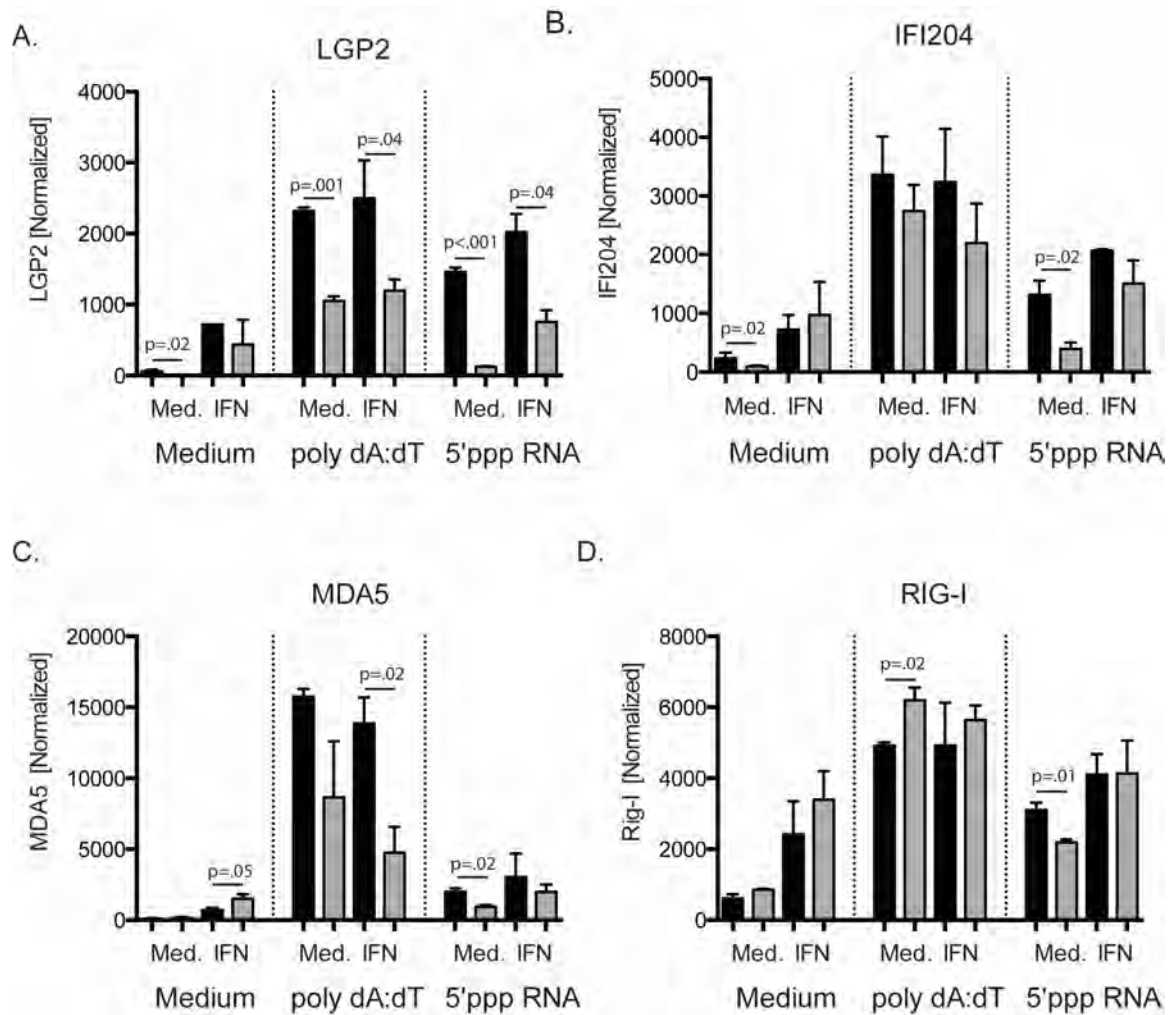 A.
LGP2
LGP2 [Normalized]
4000
3000
2000
1000
0
p=.02
p=.001
p=.04
p<.001
p=.04
Med. IFN
Med. IFN
Med. IFN
Medium
poly dA:dT
5'ppp RNA
B.
IFI204
IFI204 [Normalized]
5000
4000
3000
2000
1000
0
p=.02
p=.02
Med. IFN
Med. IFN
Med. IFN
Medium
poly dA:dT
5'ppp RNA
C.
MDA5
MDA5 [Normalized]
20000
15000
10000
5000
0
p=.05
p=.02
p=.02
Med. IFN
Med. IFN
Med. IFN
Medium
poly dA:dT
5'ppp RNA
D.
RIG-I
Rig-I [Normalized]
8000
6000
4000
2000
0
p=.02
p=.01
Med. IFN
Med. IFN
Med. IFN
Medium
poly dA:dT
5'ppp RNA